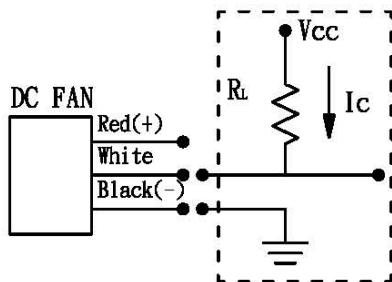 Vcc
DC FAN
RL
Ic
Red(+)
White
Black(-)